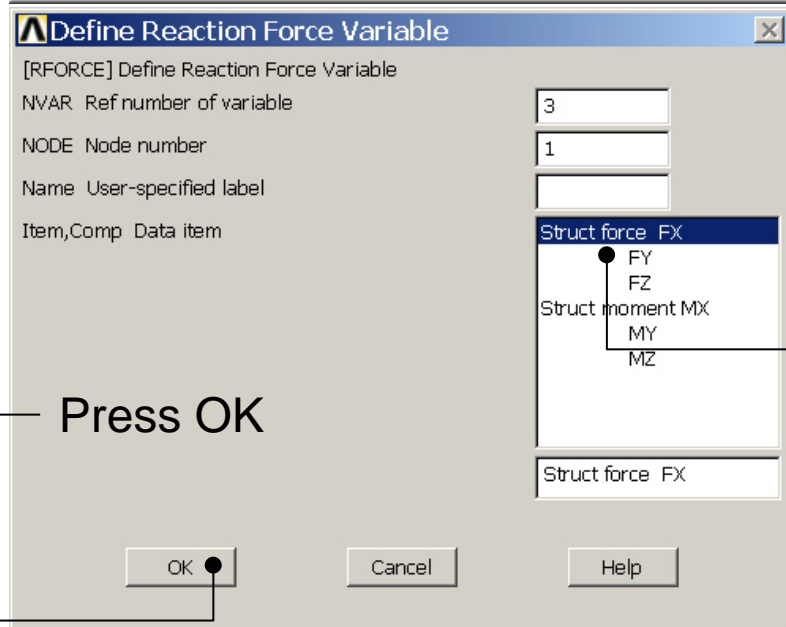 Define Reaction Force Variable
[RFORCE] Define Reaction Force Variable
NVAR Ref number of variable 3
NODE Node number 1
Name User-specified label
Item,Comp Data item
Struct force FX
FY
FZ
Struct moment MX
MY
MZ
Press OK
Struct force FX
OK Cancel Help